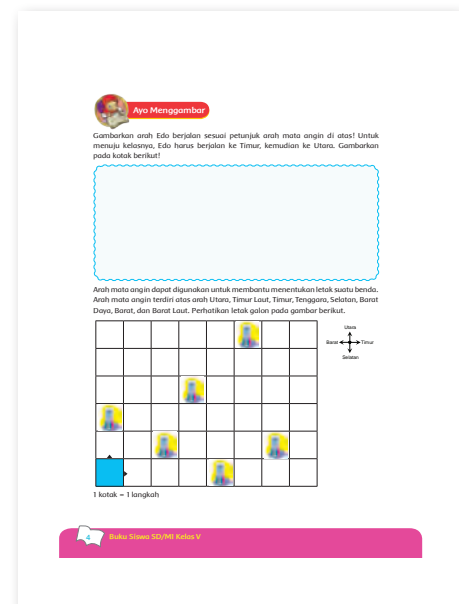 Ayo Menggambar
Gambarkan arah Edo berjalan sesuai petunjuk arah mata angin di atas! Untuk
menuju kelasnya, Edo harus berjalan ke Timur, kemudian ke Utara. Gambarkan
pada kotak berikut!
Arah mata angin dapat digunakan untuk membantu menentukan letak suatu benda.
Arah mata angin terdiri atas arah Utara, Timur Laut, Timur, Tenggara, Selatan, Barat
Daya, Barat, dan Barat Laut. Perhatikan letak galon pada gambar berikut.
Utara
Barat Timur
Selatan
1 kotak = 1 langkah
4 Buku Siswa SD/MI Kelas V